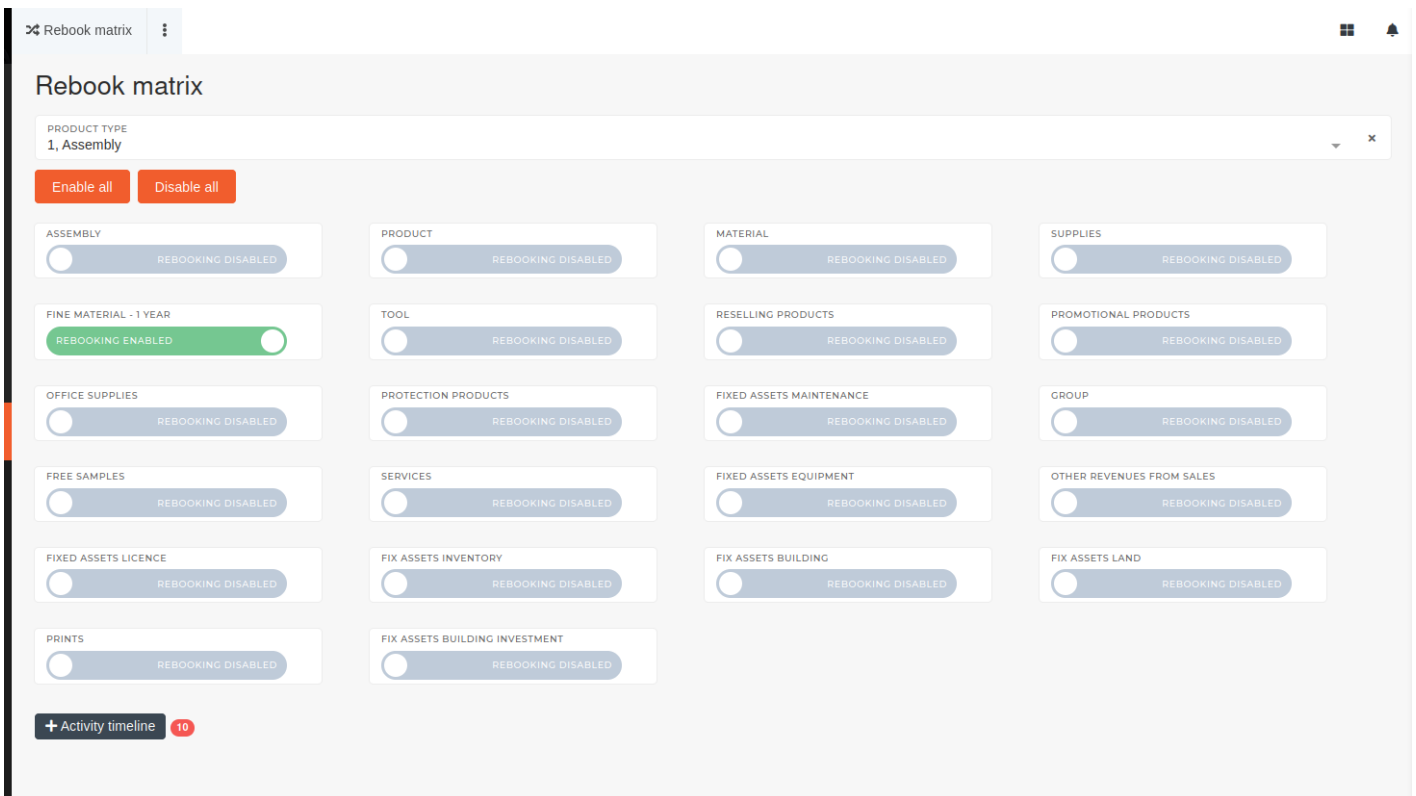 Rebook matrix
Rebook matrix
PRODUCT TYPE
1, Assembly
Enable all Disable all
ASSEMBLY PRODUCT MATERIAL SUPPLIES
REBOOKING DISABLED REBOOKING DISABLED REBOOKING DISABLED REBOOKING DISABLED
FINE MATERIAL - 1 YEAR TOOL RESELLING PRODUCTS PROMOTIONAL PRODUCTS
REBOOKING ENABLED REBOOKING DISABLED REBOOKING DISABLED REBOOKING DISABLED
OFFICE SUPPLIES PROTECTION PRODUCTS FIXED ASSETS MAINTENANCE GROUP
REBOOKING DISABLED REBOOKING DISABLED REBOOKING DISABLED REBOOKING DISABLED
FREE SAMPLES SERVICES FIXED ASSETS EQUIPMENT OTHER REVENUES FROM SALES
REBOOKING DISABLED REBOOKING DISABLED REBOOKING DISABLED REBOOKING DISABLED
FIXED ASSETS LICENCE FIX ASSETS INVENTORY FIX ASSETS BUILDING FIX ASSETS LAND
REBOOKING DISABLED REBOOKING DISABLED REBOOKING DISABLED REBOOKING DISABLED
PRINTS FIX ASSETS BUILDING INVESTMENT
REBOOKING DISABLED REBOOKING DISABLED
Activity timeline 10